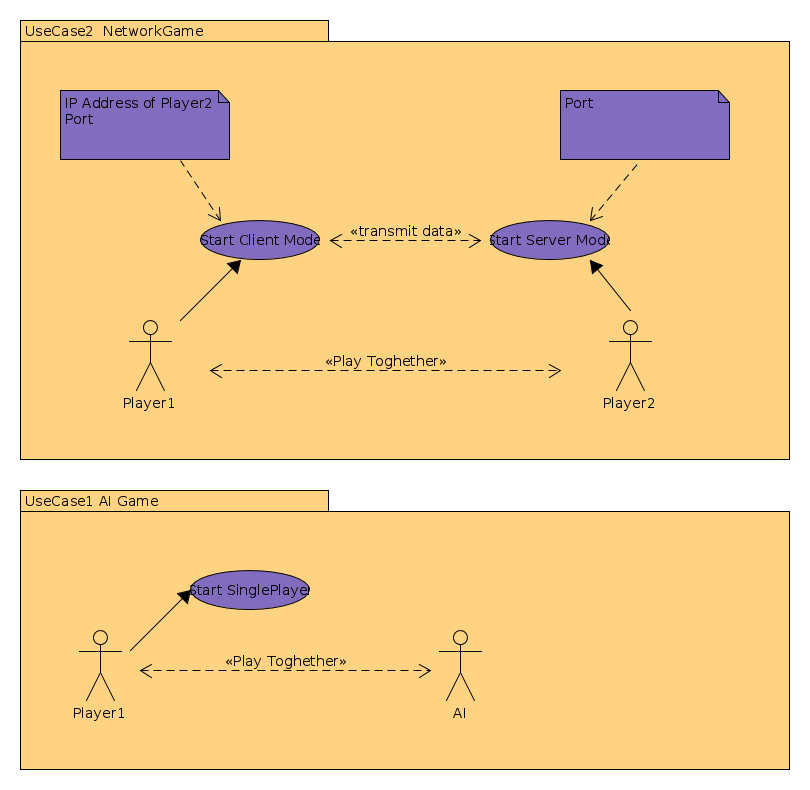 UseCase2  NetworkGame
IP Address of Player2
Port
Port
Start Client Mode
«transmit data»
Start Server Mode
«Play Toghether»
Player1
Player2
UseCase1 AI Game
Start SinglePlayer
«Play Toghether»
Player1
AI